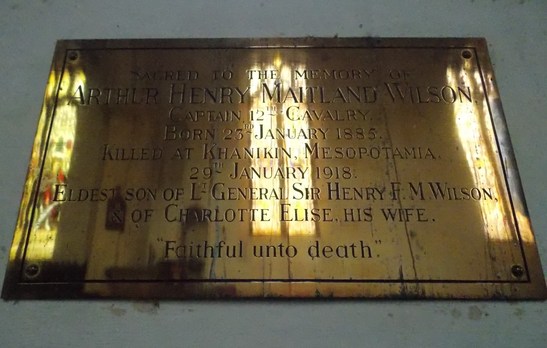 SACRED TO THE MEMORY OF
ARTHUR HENRY MAITLAND WILSON.
CAPTAIN 12TH CAVALRY.
BORN 23RD JANUARY 1885.
KILLED AT KHANIKIN, MESOPOTAMIA.
29TH JANUARY 1918.
ELDEST SON OF LT GENERAL SIR HENRY F. M. WILSON.
& OF CHARLOTTE ELISE, HIS WIFE.
"Faithful unto death".